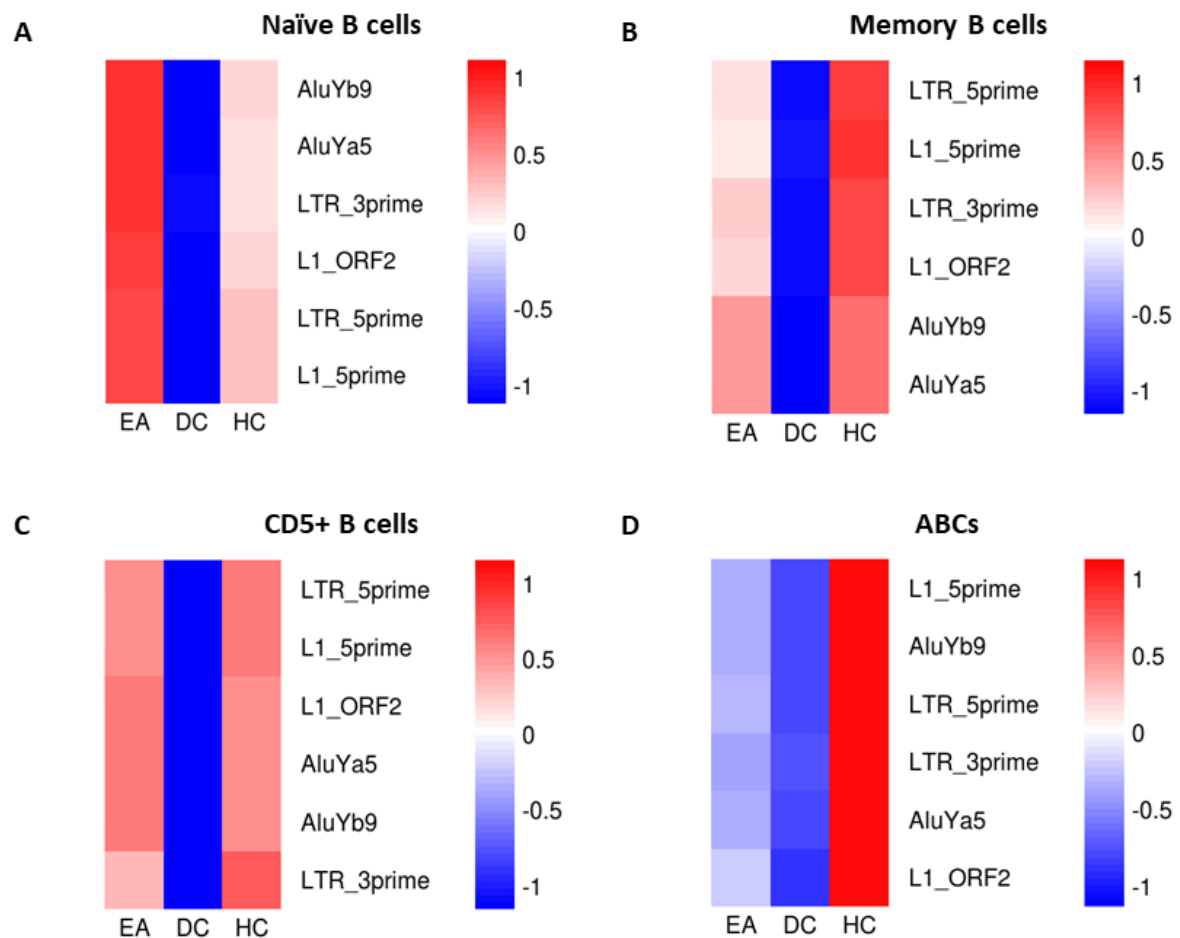 A
Naïve B cells
AluYb9
AluYa5
LTR_3prime
L1_ORF2
LTR_5prime
L1_5prime
1
0.5
0
-0.5
-1
EA DC HC
B
Memory B cells
LTR_5prime
L1_5prime
LTR_3prime
L1_ORF2
AluYb9
AluYa5
1
0.5
0
-0.5
-1
EA DC HC
C
CD5+ B cells
LTR_5prime
L1_5prime
L1_ORF2
AluYa5
AluYb9
LTR_3prime
1
0.5
0
-0.5
-1
EA DC HC
D
ABCs
L1_5prime
AluYb9
LTR_5prime
LTR_3prime
AluYa5
L1_ORF2
1
0.5
0
-0.5
-1
EA DC HC